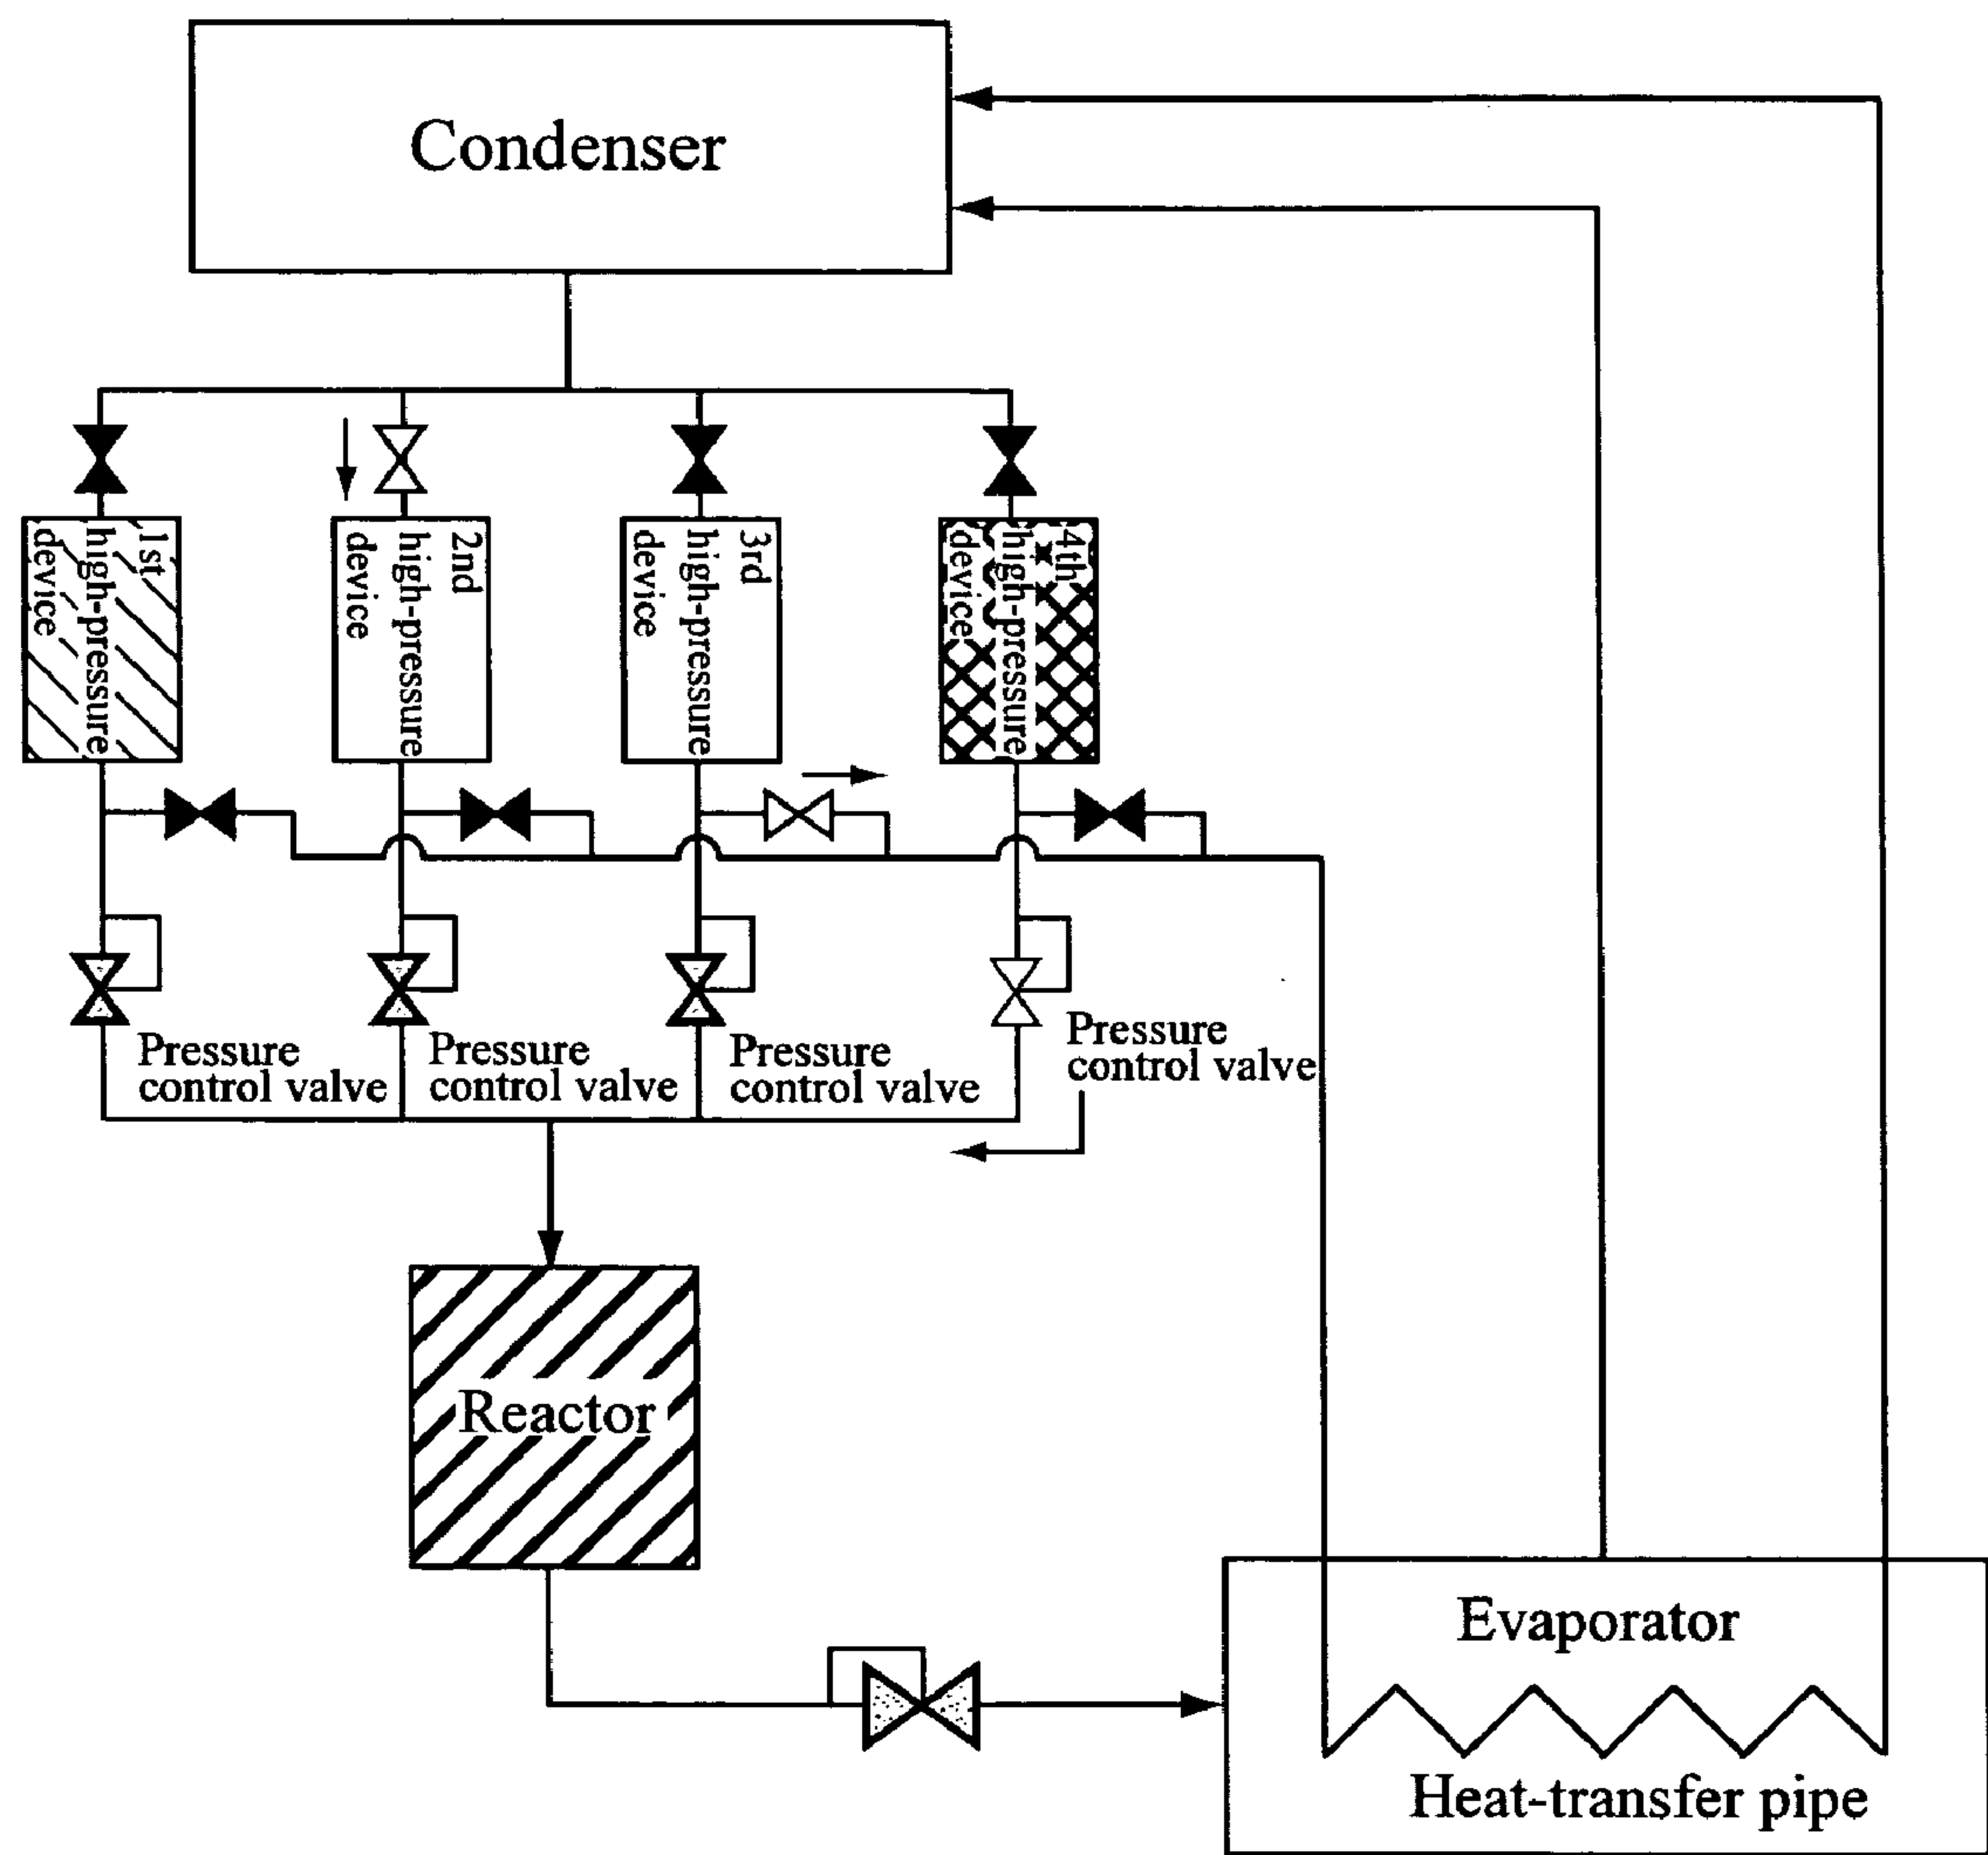 Condenser
1st
high-pressure
device
2nd
high-pressure
device
3rd
high-pressure
device
4th
high-pressure
device
Pressure
control valve
Pressure
control valve
Pressure
control valve
Pressure
control valve
Reactor
Evaporator
Heat-transfer pipe